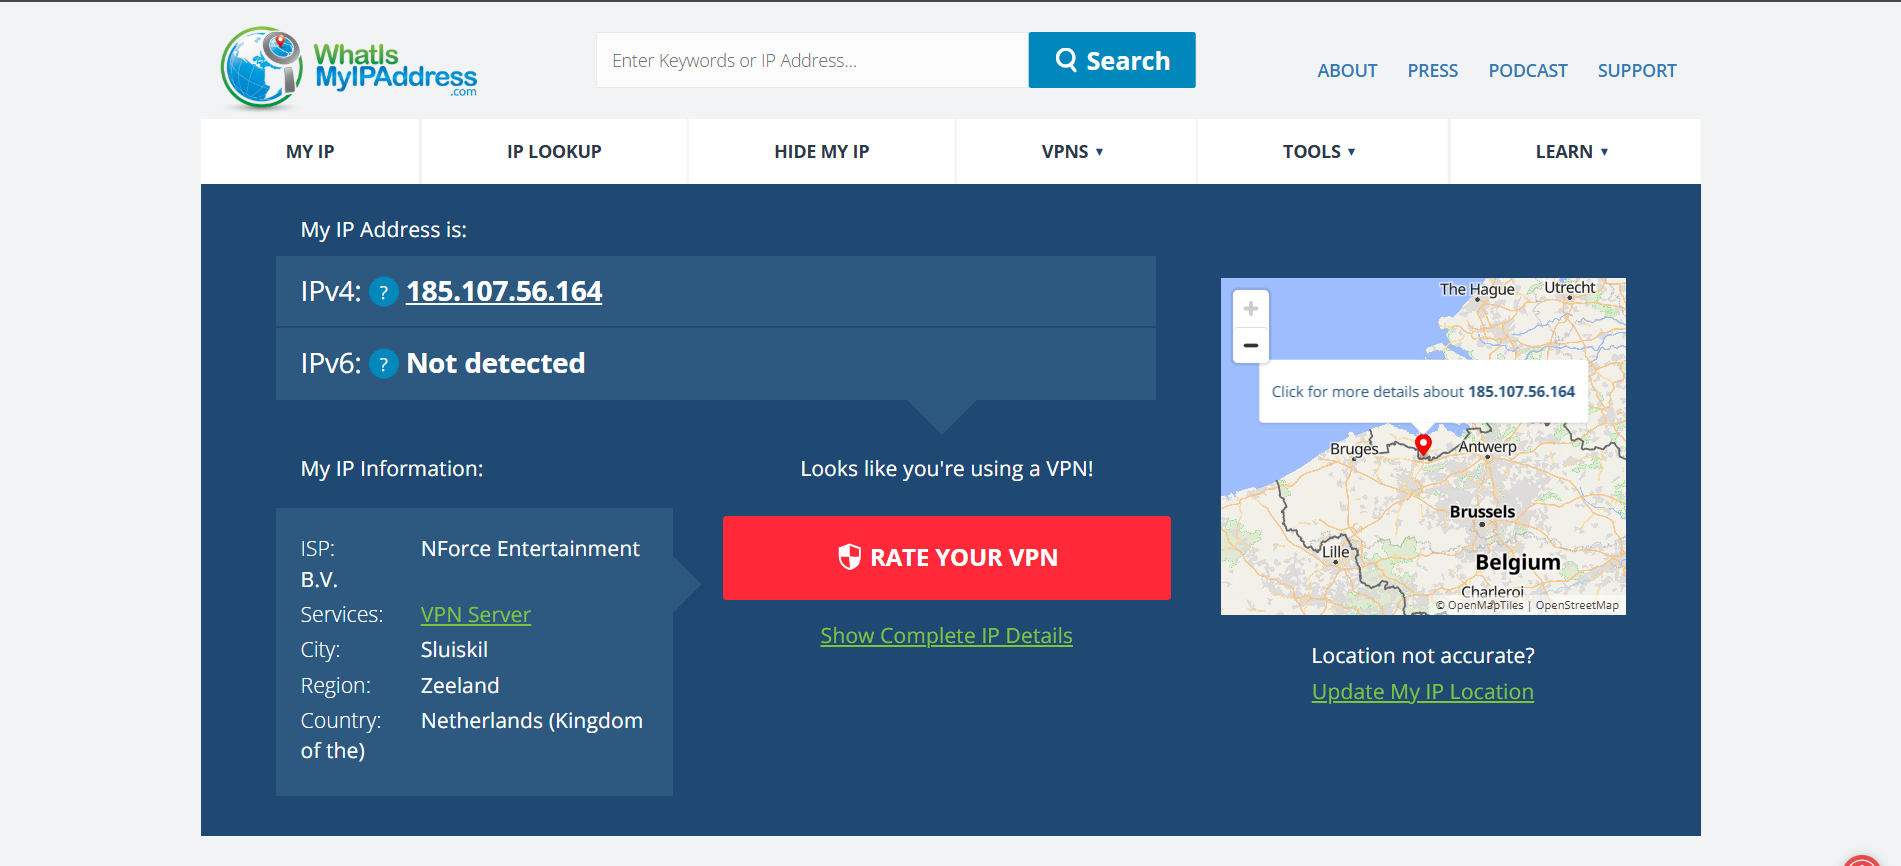 WhatIs
MyIPAddress
.com
Enter Keywords or IP Address...
Search
ABOUT PRESS PODCAST SUPPORT
MY IP IP LOOKUP HIDE MY IP VPNS ▾ TOOLS ▾ LEARN ▾
My IP Address is:
IPv4: ? 185.107.56.164
IPv6: ? Not detected
My IP Information:
ISP: NForce Entertainment
B.V.
Services: VPN Server
City: Sluiskil
Region: Zeeland
Country: Netherlands (Kingdom
of the)
Looks like you're using a VPN!
RATE YOUR VPN
Show Complete IP Details
The Hague Utrecht
+
−
Click for more details about 185.107.56.164
Bruges Antwerp
Brussels
Lille
Belgium
Charleroi
© OpenMapTiles | OpenStreetMap
Location not accurate?
Update My IP Location